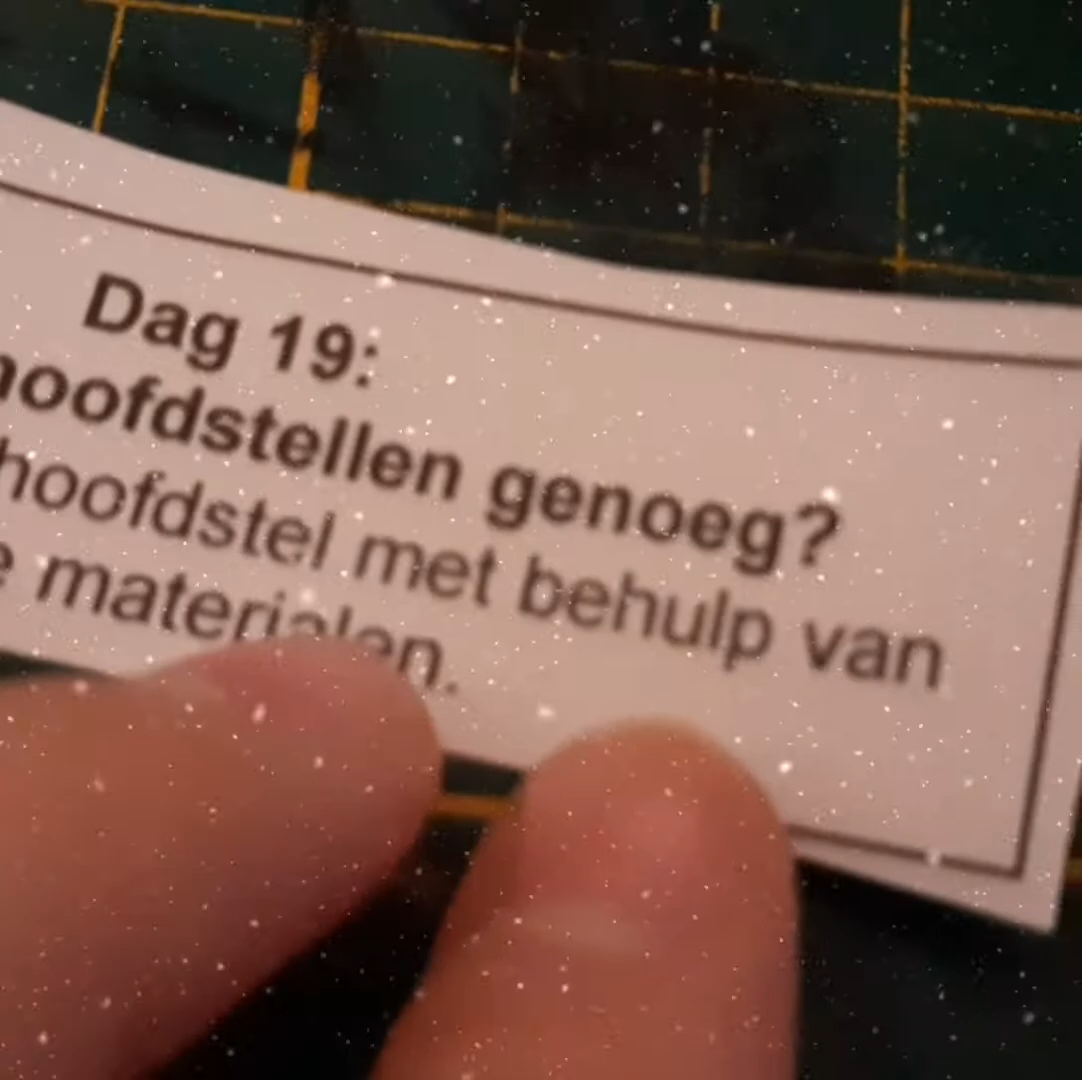 Dag 19:
hoofdstellen genoeg?
hoofdstel met behulp van
materialen.